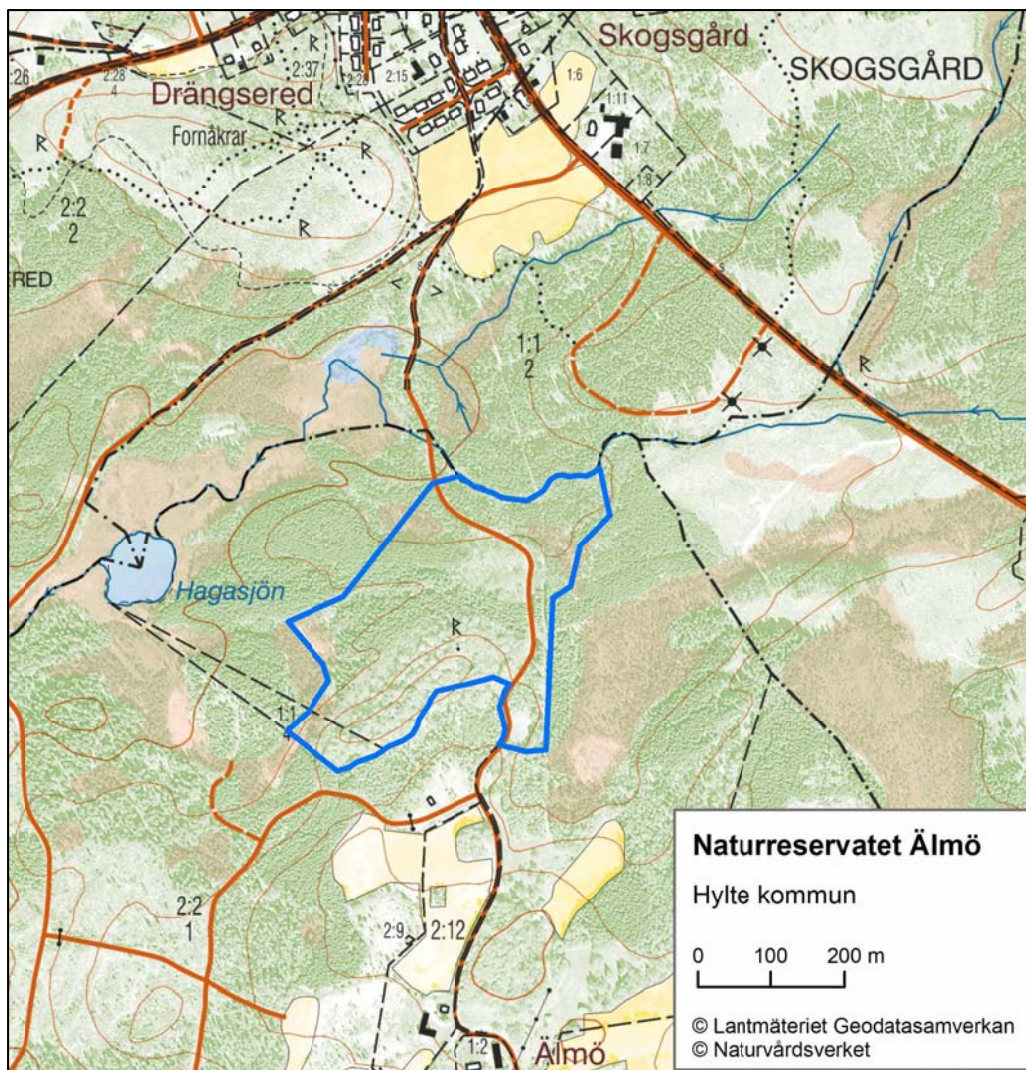 Skogsgård
SKOGSGÅRD
:26
2:28
4
2:37
2:15
1:6
Drängsered
Fornåkrar
R
R
R
R
1:11
1:7
1:8
2:2
2
ERED
1:1
2
R
Hagasjön
R
1:1
4
2:2
1
2:9
2:12
1:2
Älmö
Naturreservatet Älmö
Hylte kommun
0 100 200 m
© Lantmäteriet Geodatasamverkan
© Naturvårdsverket